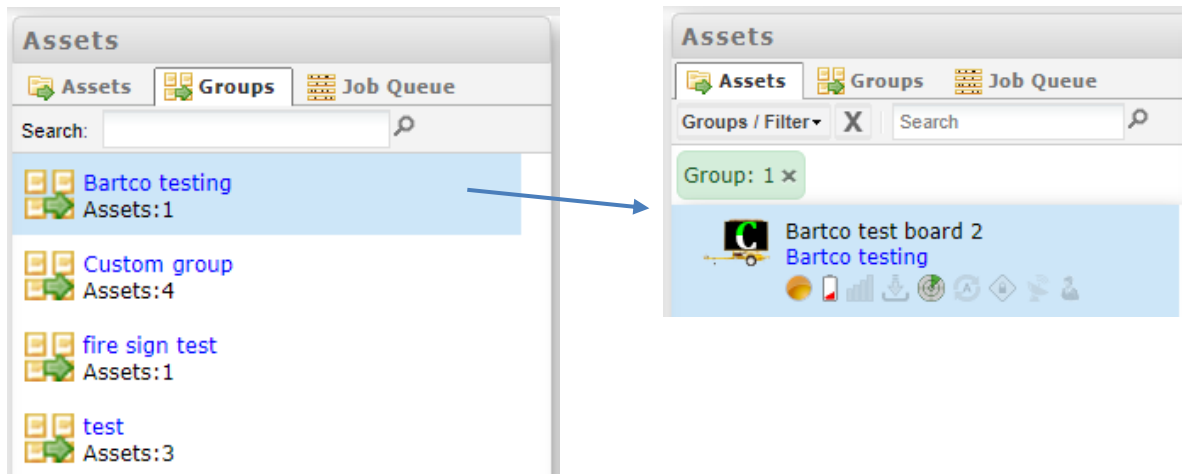 Assets
Assets Groups Job Queue
Search:
Bartco testing
Assets:1
Custom group
Assets:4
fire sign test
Assets:1
test
Assets:3
Assets
Assets Groups Job Queue
Groups / Filter X Search
Group: 1 ×
C
Bartco test board 2
Bartco testing
A